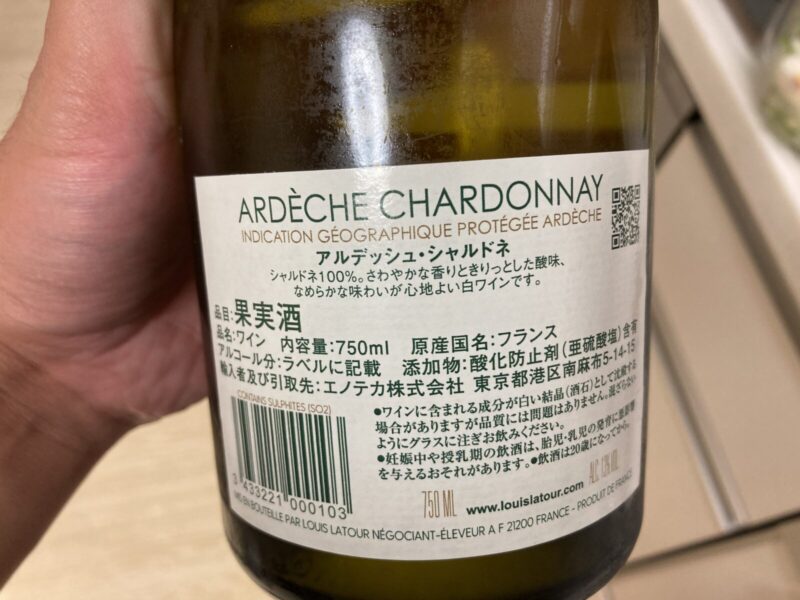 ARDÈCHE CHARDONNAY
INDICATION GÉOGRAPHIQUE PROTÉGÉE ARDÈCHE
アルデッシュ・シャルドネ
シャルドネ100%。さわやかな香りときりっとした酸味、
なめらかな味わいが心地よい白ワインです。
品目:果実酒
品名:ワイン 内容量:750ml 原産国名:フランス
アルコール分:ラベルに記載 添加物:酸化防止剤(亜硫酸塩)含有
輸入者及び引取先:エノテカ株式会社 東京都港区南麻布5-14-15
CONTAINS SULPHITES (SO2)
●ワインに含まれる成分が白い結晶(酒石)として沈殿する
場合がありますが品質には問題はありません。混ざらない
ようにグラスに注ぎお飲みください。
●妊娠中や授乳期の飲酒は、胎児・乳児の発育に悪影響
を与えるおそれがあります。●飲酒は20歳になってから。
3 433221 000103
750 ML www.louislatour.com ALC. 13% VOL.
MIS EN BOUTEILLE PAR LOUIS LATOUR NÉGOCIANT-ÉLEVEUR A F 21200 FRANCE - PRODUIT DE FRANCE